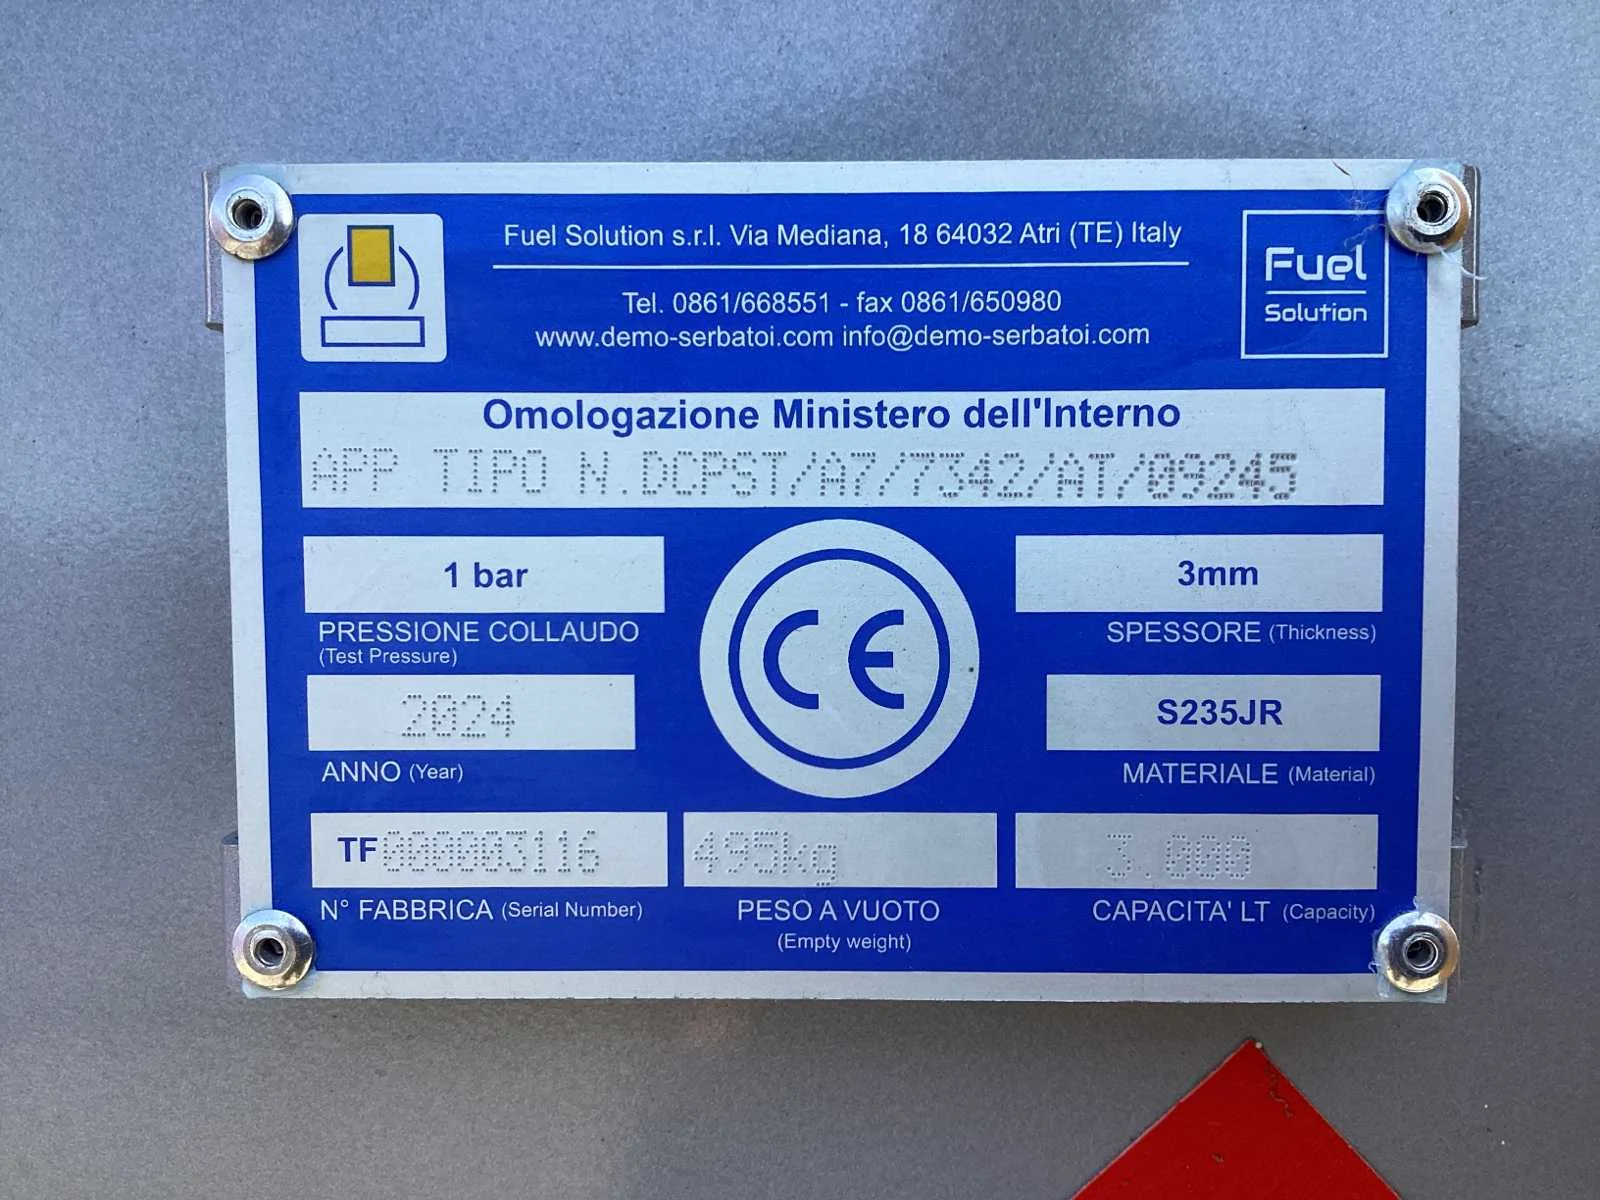 Fuel Solution s.r.l. Via Mediana, 18 64032 Atri (TE) Italy
Tel. 0861/668551 - fax 0861/650980
www.demo-serbatoi.com info@demo-serbatoi.com
Fuel
Solution
Omologazione Ministero dell'Interno
APP TIPO N.DCPST/A7/7342/AT/09245
1 bar
PRESSIONE COLLAUDO
(Test Pressure)
3mm
SPESSORE (Thickness)
CE
2024
ANNO (Year)
S235JR
MATERIALE (Material)
TF000003116
N° FABBRICA (Serial Number)
495kg
PESO A VUOTO
(Empty weight)
3.000
CAPACITA' LT (Capacity)